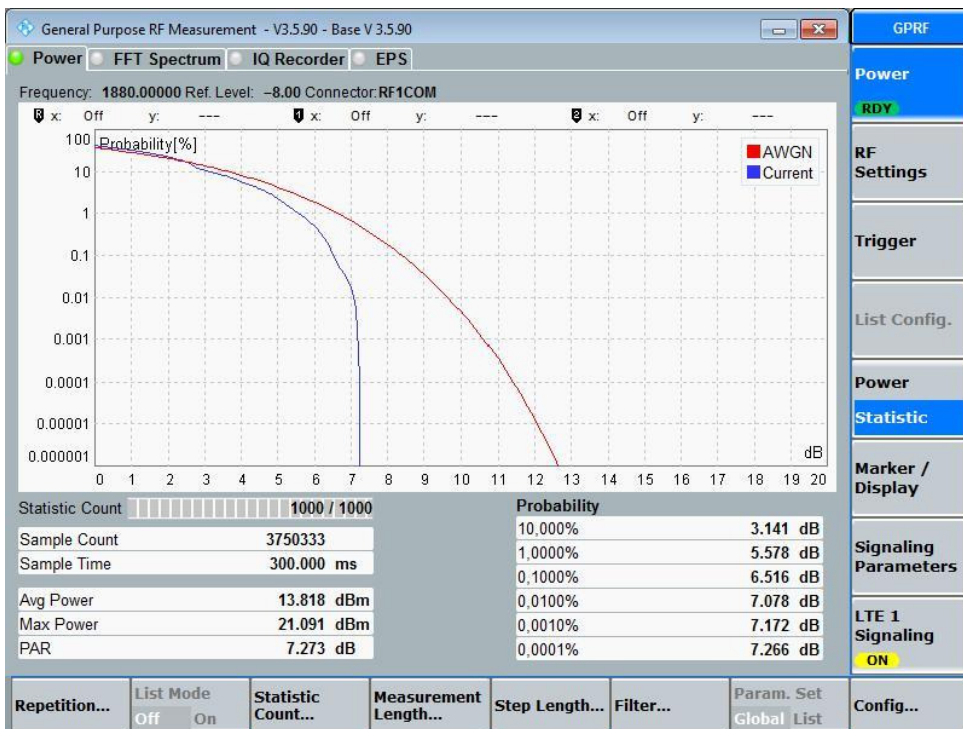 General Purpose RF Measurement - V3.5.90 - Base V 3.5.90
GPRF
Power FFT Spectrum IQ Recorder EPS
Frequency: 1880.00000 Ref. Level: -8.00 Connector:RF1COM
R x: Off y: --- 1 x: Off y: --- 2 x: Off y: ---
Probability[%]
AWGN
Current
100
10
1
0.1
0.01
0.001
0.0001
0.00001
0.000001
dB
0 1 2 3 4 5 6 7 8 9 10 11 12 13 14 15 16 17 18 19 20
Statistic Count 1000 / 1000
Sample Count 3750333
Sample Time 300.000 ms
Avg Power 13.818 dBm
Max Power 21.091 dBm
PAR 7.273 dB
Probability
10,000% 3.141 dB
1,0000% 5.578 dB
0,1000% 6.516 dB
0,0100% 7.078 dB
0,0010% 7.172 dB
0,0001% 7.266 dB
Power
RDY
RF
Settings
Trigger
List Config.
Power
Statistic
Marker /
Display
Signaling
Parameters
LTE 1
Signaling
ON
Repetition...
List Mode
Off On
Statistic
Count...
Measurement
Length...
Step Length...
Filter...
Param. Set
Global List
Config...